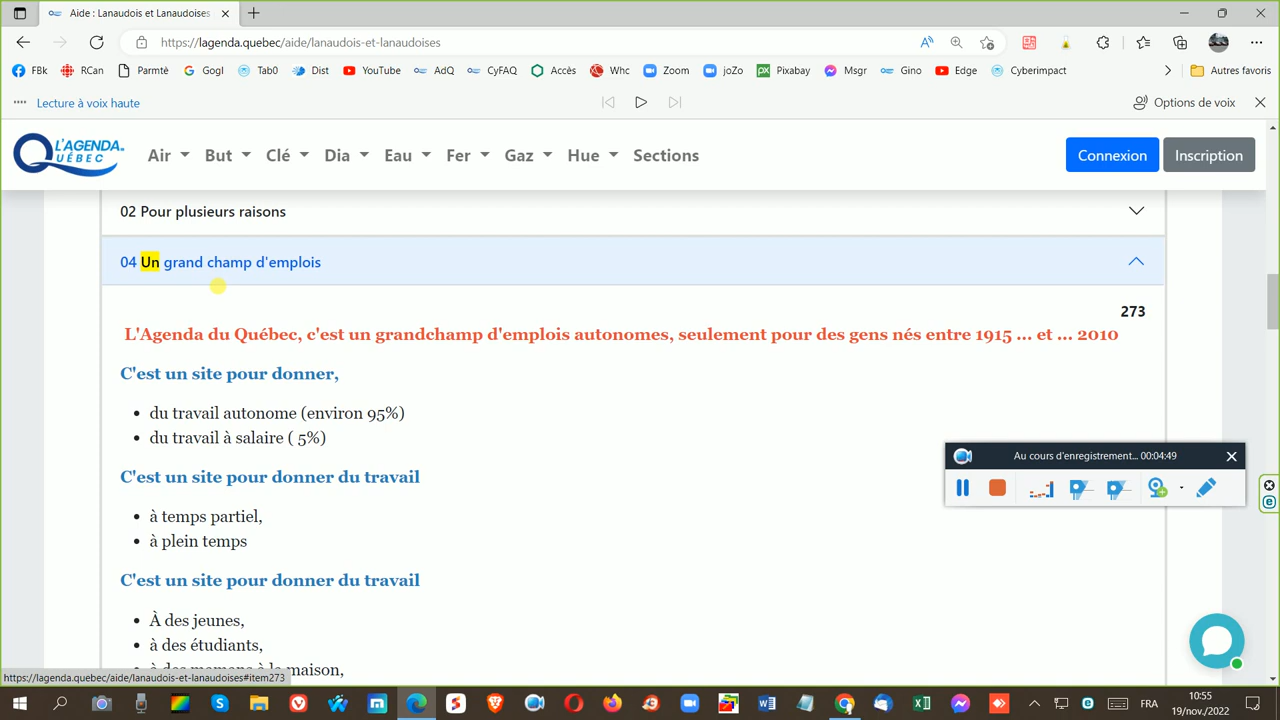 Aide : Lanaudois et Lanaudoises
https://lagenda.quebec/aide/lanaudois-et-lanaudoises
FBk
RCan
Parmtè
Gogl
Tab0
Disn
YouTube
AdQ
CyFAQ
Accès
Whc
Zoom
joZo
Pixabay
Msgr
Gino
Edge
Cyberimpact
Autres favoris
Lecture à voix haute
Options de voix
L'AGENDA
QUÉBEC
Air
But
Clé
Dia
Eau
Fer
Gaz
Hue
Sections
Connexion
Inscription
02 Pour plusieurs raisons
04 Un grand champ d'emplois
273
L'Agenda du Québec, c'est un grandchamp d'emplois autonomes, seulement pour des gens nés entre 1915 ... et ... 2010
C'est un site pour donner,
• du travail autonome (environ 95%)
• du travail à salaire ( 5%)
C'est un site pour donner du travail
• à temps partiel,
• à plein temps
C'est un site pour donner du travail
• À des jeunes,
• à des étudiants,
• à des mamans à la maison,
Au cours d'enregistrement... 00:04:49
https://lagenda.quebec/aide/lanaudois-et-lanaudoises#item273
FRA
10:55
19/nov./2022